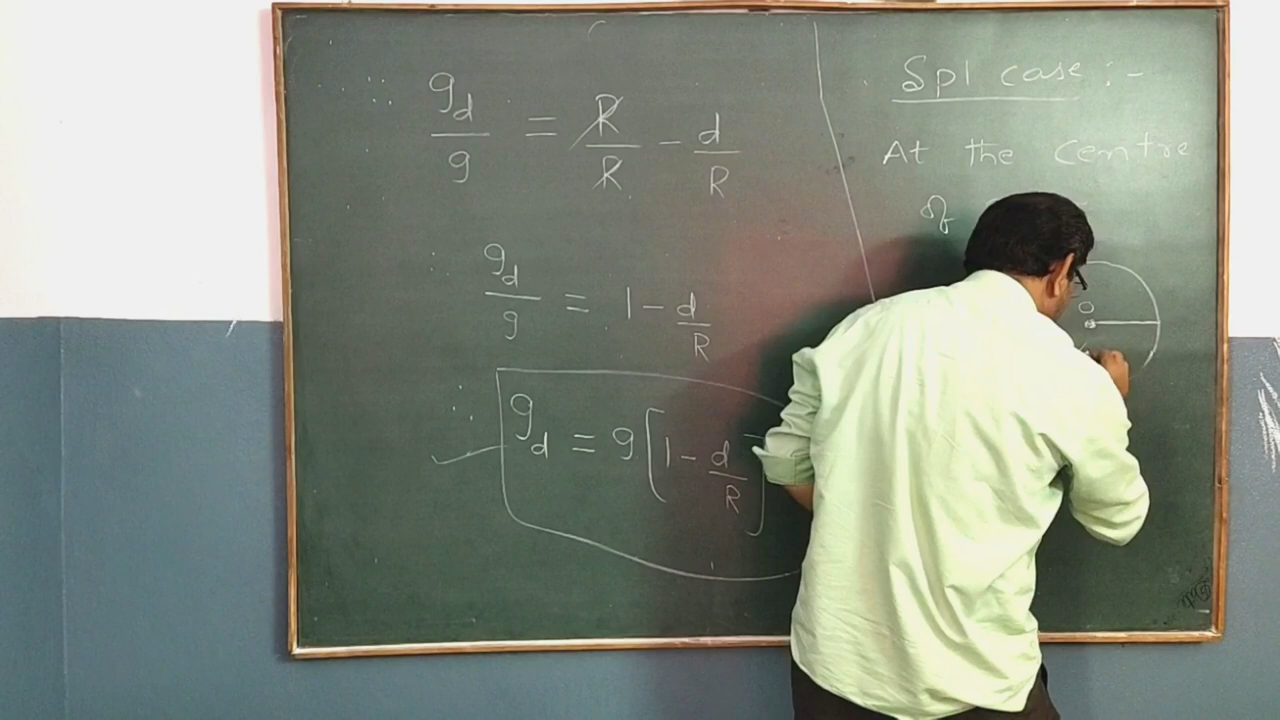 ∴ g_d/g = R/R - d/R
∴ g_d/g = 1 - d/R
∴ g_d = g[1 - d/R]
Spl case :-
At the centre
of
O